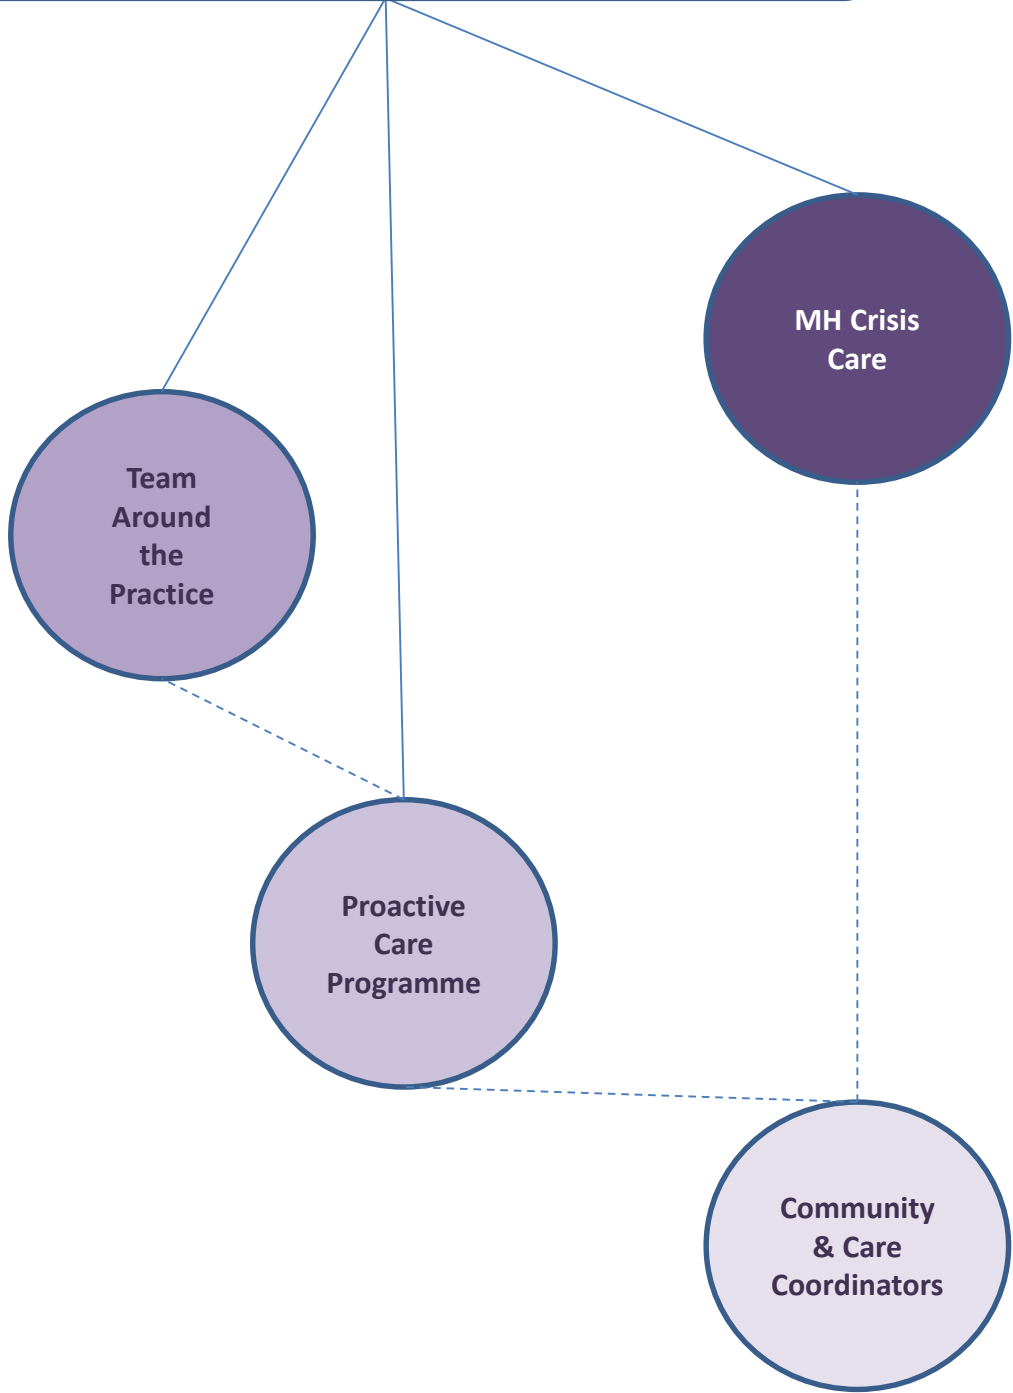 MH Crisis
Care
Team
Around
the
Practice
Proactive
Care
Programme
Community
& Care
Coordinators